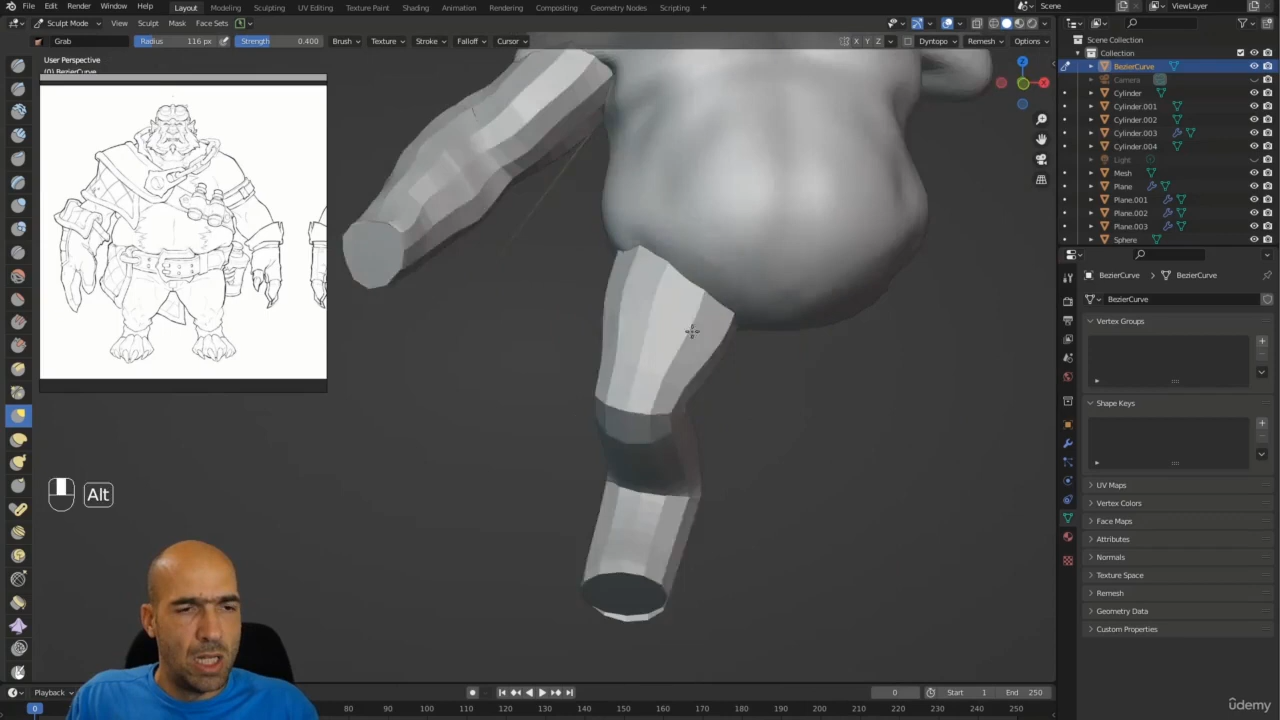 File Edit Render Window Help Layout Modeling Sculpting UV Editing Texture Paint Shading Animation Rendering Compositing Geometry Nodes Scripting + Scene ViewLayer
Sculpt Mode View Sculpt Mask Face Sets
Grab Radius 116 px Strength 0.400 Brush Texture Stroke Falloff Cursor X Y Z Dyntopo Remesh Options
User Perspective
(0) BezierCurve
Scene Collection
Collection
BezierCurve
Camera
Cylinder
Cylinder.001
Cylinder.002
Cylinder.003
Cylinder.004
Light
Mesh
Plane
Plane.001
Plane.002
Plane.003
Sphere
Z
X
BezierCurve > BezierCurve
BezierCurve
Vertex Groups
Shape Keys
UV Maps
Vertex Colors
Face Maps
Attributes
Normals
Texture Space
Remesh
Geometry Data
Custom Properties
Alt
Playback
0 Start 1 End 250
0 80 90 100 110 120 130 140 150 160 170 180 190 200 210 220 230 240 250
ûdemy